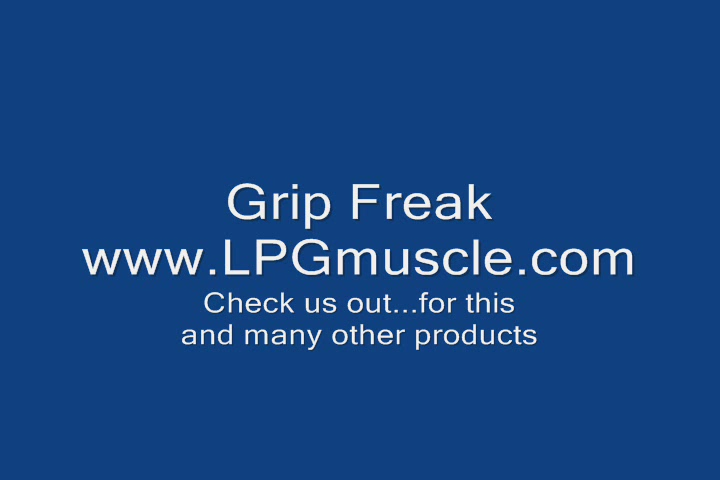 Grip Freak
www.LPGmuscle.com
Check us out...for this
and many other products